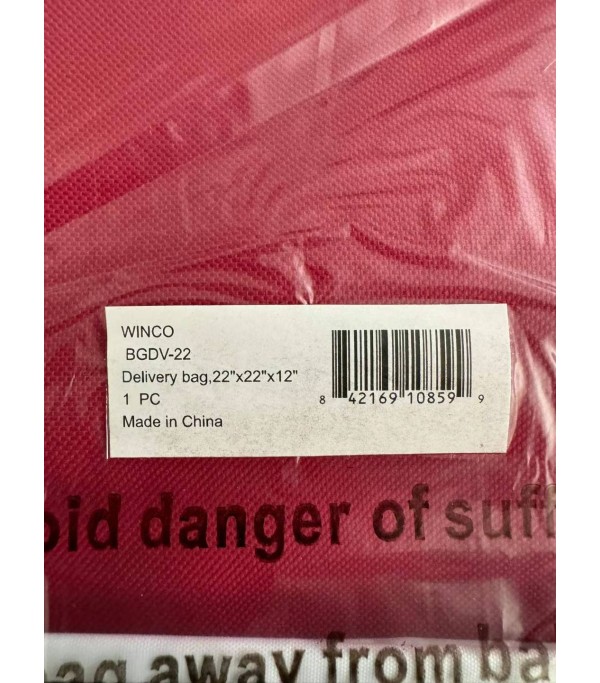 WINCO
BGDV-22
Delivery bag,22"x22"x12"
1 PC
Made in China
8 42169 10859 9
danger of
bag away from